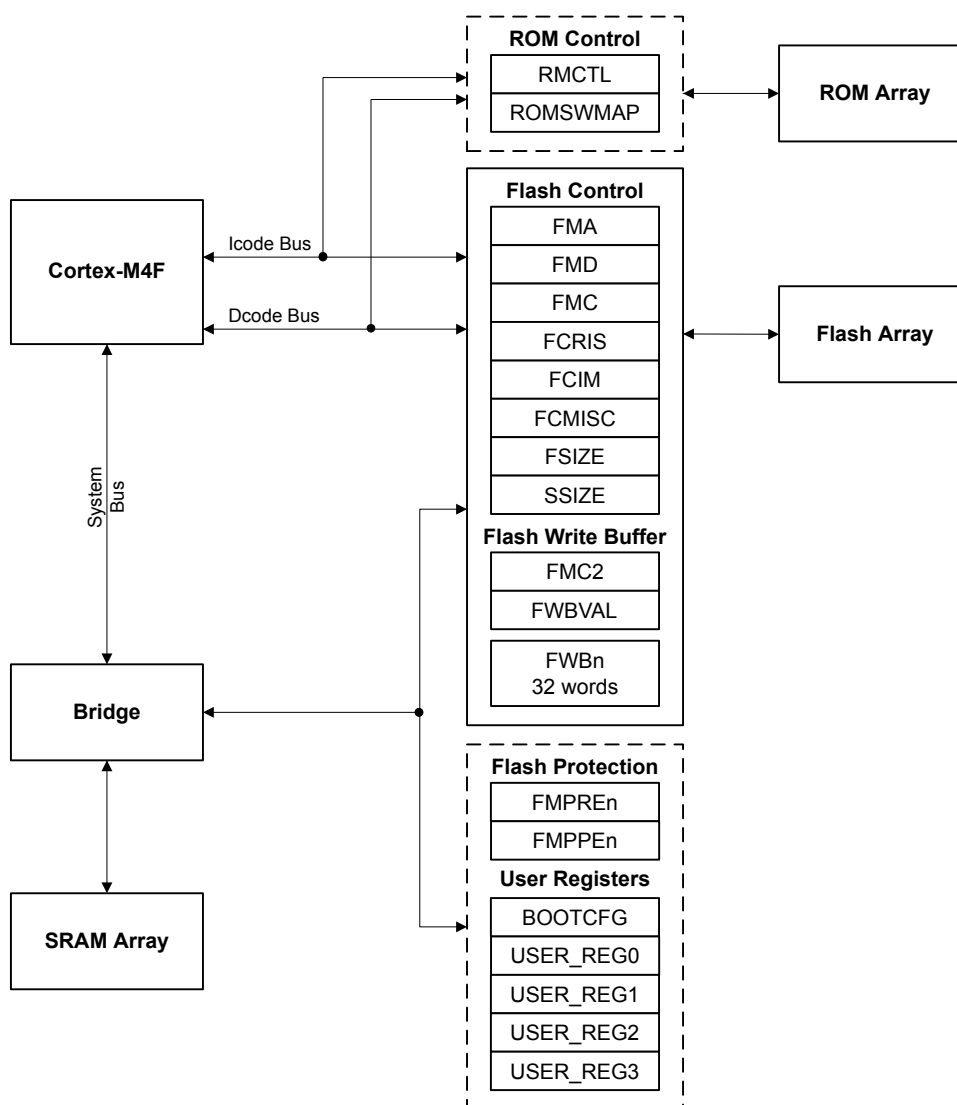 ROM Control
RMCTL
ROMSWMAP
ROM Array
Flash Control
FMA
FMD
FMC
FCRIS
FCIM
FCMISC
FSIZE
SSIZE
Flash Write Buffer
FMC2
FWBVAL
FWBn
32 words
Cortex-M4F
Icode Bus
Dcode Bus
Flash Array
System
Bus
Bridge
SRAM Array
Flash Protection
FMPREn
FMPPEn
User Registers
BOOTCFG
USER_REG0
USER_REG1
USER_REG2
USER_REG3